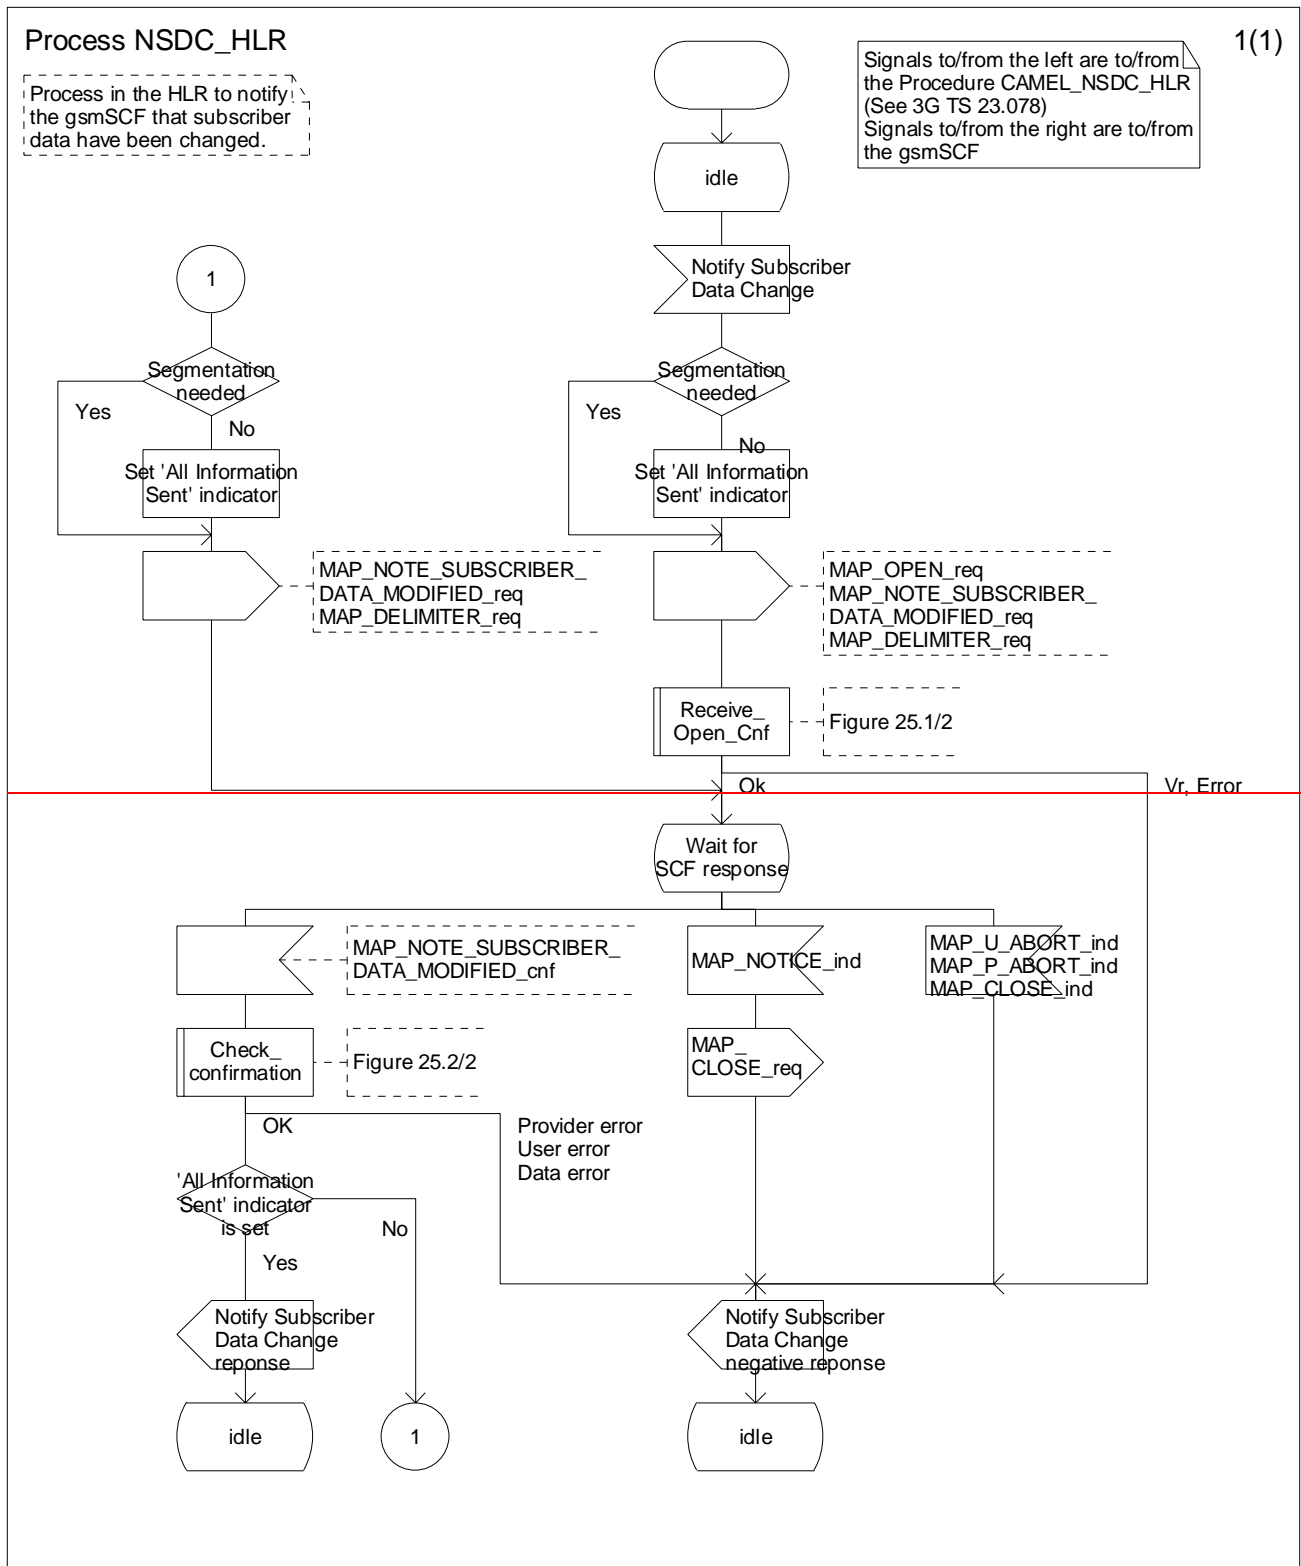 Process NSDC_HLR
1(1)
Process in the HLR to notify
the gsmSCF that subscriber
data have been changed.
Signals to/from the left are to/from
the Procedure CAMEL_NSDC_HLR
(See 3G TS 23.078)
Signals to/from the right are to/from
the gsmSCF
idle
Notify Subscriber
Data Change
1
Segmentation
needed
Yes
No
Set 'All Information
Sent' indicator
MAP_NOTE_SUBSCRIBER_
DATA_MODIFIED_req
MAP_DELIMITER_req
Segmentation
needed
Yes
No
Set 'All Information
Sent' indicator
MAP_OPEN_req
MAP_NOTE_SUBSCRIBER_
DATA_MODIFIED_req
MAP_DELIMITER_req
Receive_
Open_Cnf
Figure 25.1/2
Ok
Vr, Error
Wait for
SCF response
MAP_NOTE_SUBSCRIBER_
DATA_MODIFIED_cnf
MAP_NOTICE_ind
MAP_U_ABORT_ind
MAP_P_ABORT_ind
MAP_CLOSE_ind
Check_
confirmation
Figure 25.2/2
MAP_
CLOSE_req
OK
Provider error
User error
Data error
'All Information
Sent' indicator
is set
No
Yes
Notify Subscriber
Data Change
reponse
Notify Subscriber
Data Change
negative reponse
idle
1
idle